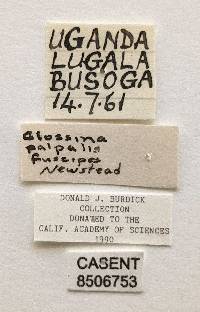 UGANDA
LUGALA
BUSOGA
14.7.61
Glossina
palpalis
fuscipes
Newstead
DONALD J. BURDICK
COLLECTION
DONATED TO THE
CALIF. ACADEMY OF SCIENCES
1990
CASENT
8506753